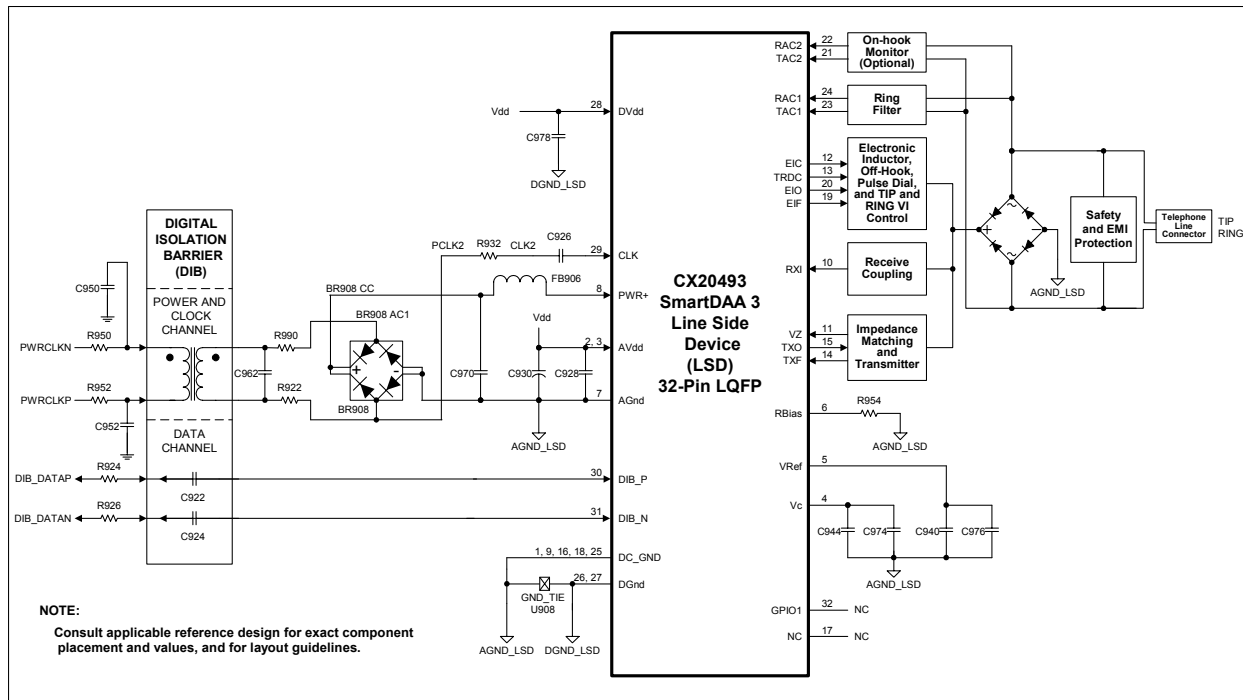 RAC2
22
On-hook
TAC2
21
Monitor
(Optional)
RAC1
24
Ring
TAC1
23
Filter
Vdd
28
DVdd
C978
DGND_LSD
EIC
12
TRDC
13
EIO
20
EIF
19
Electronic
Inductor,
Off-Hook,
Pulse Dial,
and TIP and
RING VI
Control
Safety
and EMI
Protection
Telephone
Line
Connector
TIP
RING
~
+
-
~
AGND_LSD
RXI
10
Receive
Coupling
VZ
11
TXO
15
TXF
14
Impedance
Matching
and
Transmitter
CX20493
SmartDAA 3
Line Side
Device
(LSD)
32-Pin LQFP
DIGITAL
ISOLATION
BARRIER
(DIB)
POWER AND
CLOCK
CHANNEL
C950
R950
PWRCLKN
R952
PWRCLKP
C952
C962
R990
R922
PCLK2
R932
CLK2
C926
29
CLK
BR908 CC
FB906
8
PWR+
BR908 AC1
~
+
-
~
BR908
Vdd
2, 3
AVdd
C970
C930
C928
7
AGnd
AGND_LSD
RBias
6
R954
AGND_LSD
DATA
CHANNEL
DIB_DATAP
R924
C922
30
DIB_P
DIB_DATAN
R926
C924
31
DIB_N
VRef
5
Vc
4
C944
C974
C940
C976
AGND_LSD
1, 9, 16, 18, 25
DC_GND
26, 27
DGnd
GND_TIE
U908
AGND_LSD
DGND_LSD
GPIO1
32
NC
NC
17
NC
NOTE:
Consult applicable reference design for exact component
placement and values, and for layout guidelines.